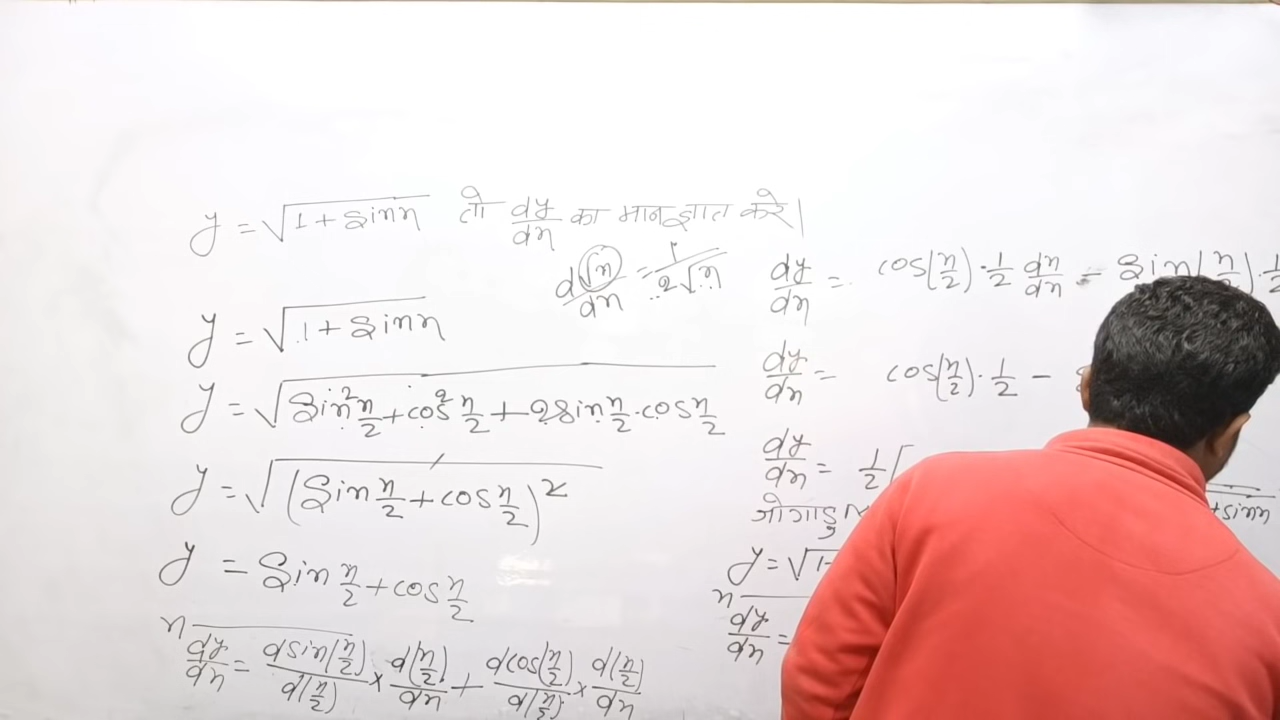 y = √(1 + sinx) तो dy/dx का मान ज्ञात करे।
d√x/dx = 1/2√x
y = √(1 + sinx)
y = √(sin²x/2 + cos²x/2 + 2sinx/2·cosx/2)
y = √(sinx/2 + cosx/2)²
y = sinx/2 + cosx/2
x
dy/dx = dsin(x/2)/d(x/2) × d(x/2)/dx + dcos(x/2)/d(x/2) × d(x/2)/dx
dy/dx = cos(x/2)·1/2 dx/dx - sin(x/2)·1/2
dy/dx = cos(x/2)·1/2 -
dy/dx = 1/2[
+sinx
जोगाड़ु
y = √1
x
dy/dx =